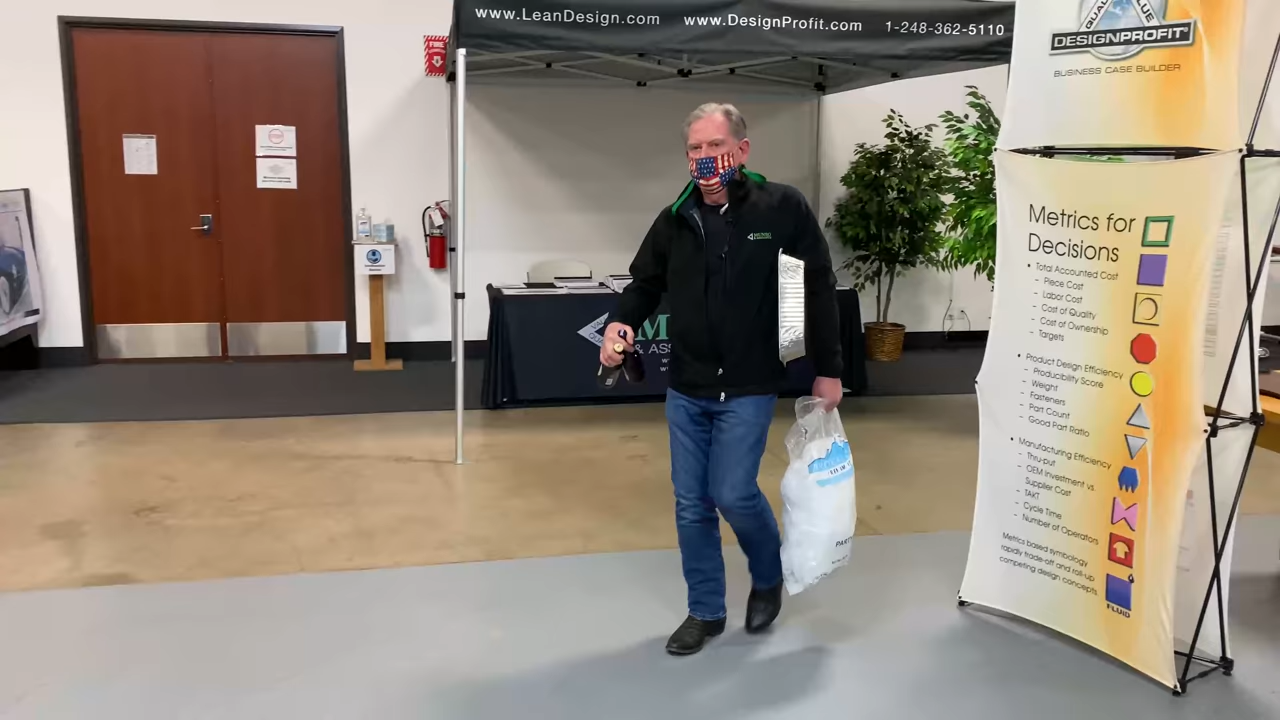 www.LeanDesign.com www.DesignProfit.com 1-248-362-5110
FIRE
DESIGNPROFIT
BUSINESS CASE BUILDER
Metrics for
Decisions
• Total Accounted Cost
– Piece Cost
– Labor Cost
– Cost of Quality
– Cost of Ownership
– Targets
• Product Design Efficiency
– Producibility Score
– Weight
– Fasteners
– Part Count
– Good Part Ratio
• Manufacturing Efficiency
– Thru-put
– OEM Investment vs.
Supplier Cost
– TAKT
– Cycle Time
– Number of Operators
Metrics based symbology
rapidly trade-off and roll-up
competing design concepts.
FLUID
M
& ASS